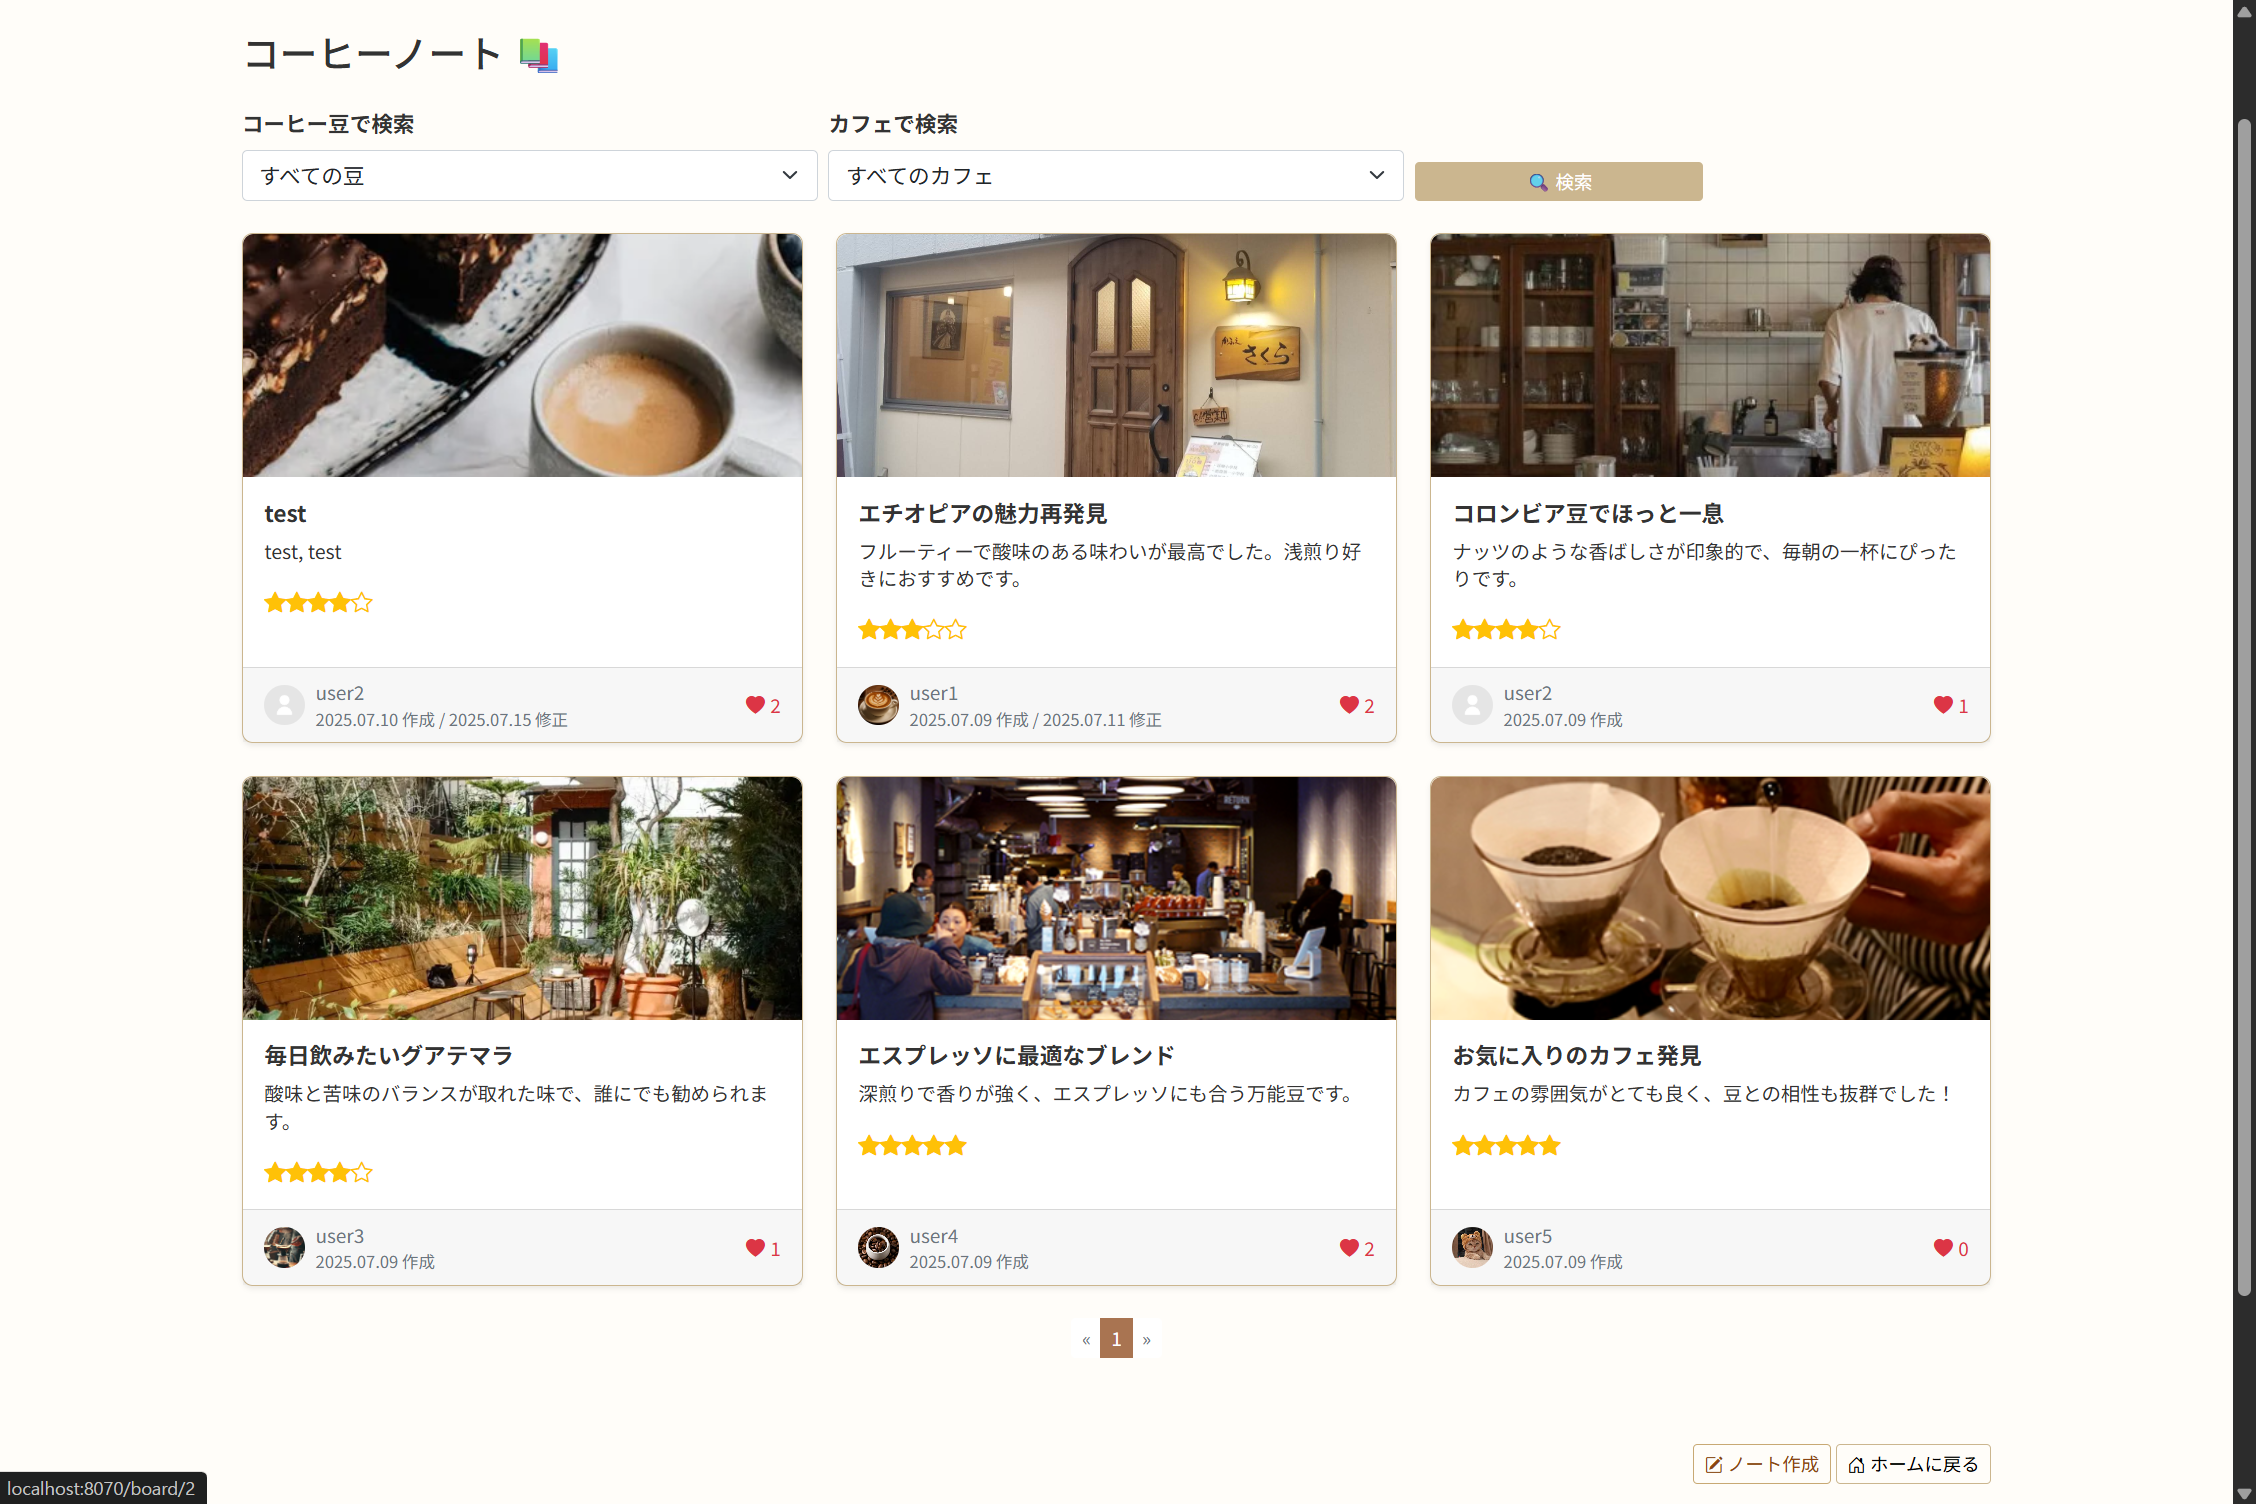 コーヒーノート
コーヒー豆で検索
カフェで検索
すべての豆
すべてのカフェ
検索
さくら
test
test, test
user2
2025.07.10 作成 / 2025.07.15 修正
2
エチオピアの魅力再発見
フルーティーで酸味のある味わいが最高でした。浅煎り好
きにおすすめです。
user1
2025.07.09 作成 / 2025.07.11 修正
2
コロンビア豆でほっと一息
ナッツのような香ばしさが印象的で、毎朝の一杯にぴった
りです。
user2
2025.07.09 作成
1
RETURN
毎日飲みたいグアテマラ
酸味と苦味のバランスが取れた味で、誰にでも勧められま
す。
user3
2025.07.09 作成
1
エスプレッソに最適なブレンド
深煎りで香りが強く、エスプレッソにも合う万能豆です。
user4
2025.07.09 作成
2
お気に入りのカフェ発見
カフェの雰囲気がとても良く、豆との相性も抜群でした！
user5
2025.07.09 作成
0
« 1 »
ノート作成
ホームに戻る
localhost:8070/board/2